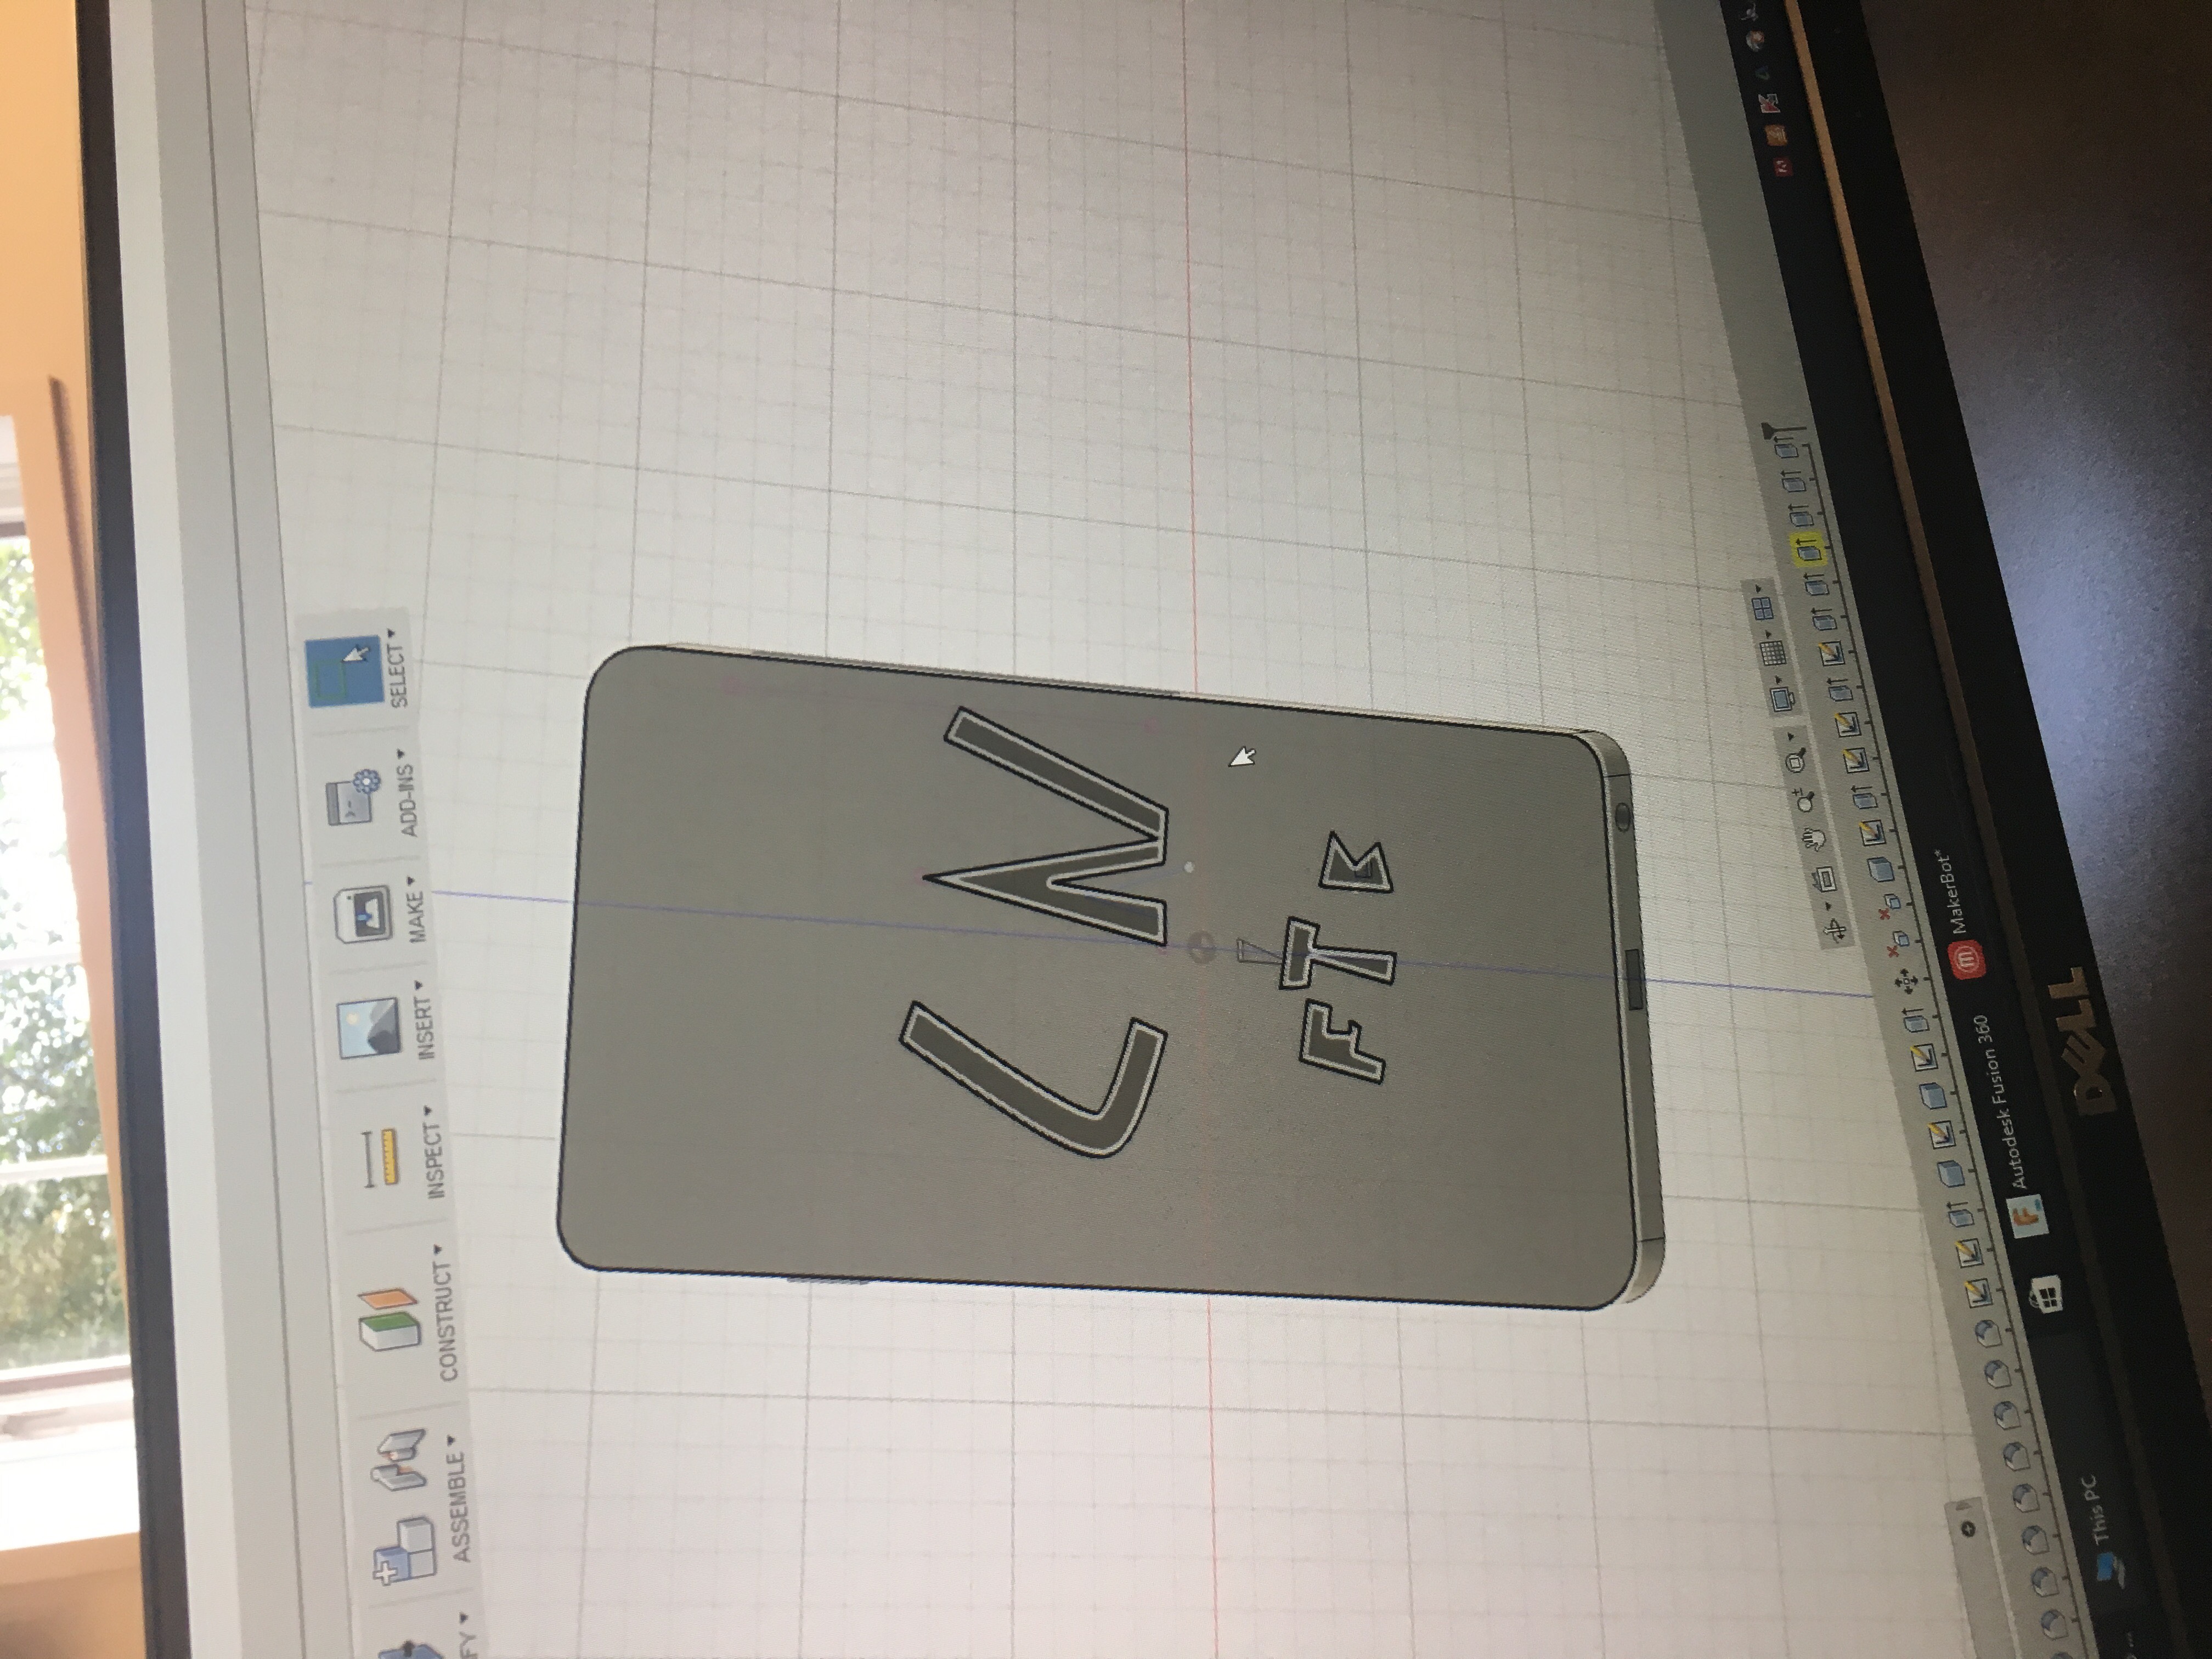 FY
ASSEMBLE
CONSTRUCT
INSPECT
INSERT
MAKE
ADD-INS
SELECT
LN
FTB
This PC
Autodesk Fusion 360
MakerBot*
DELL